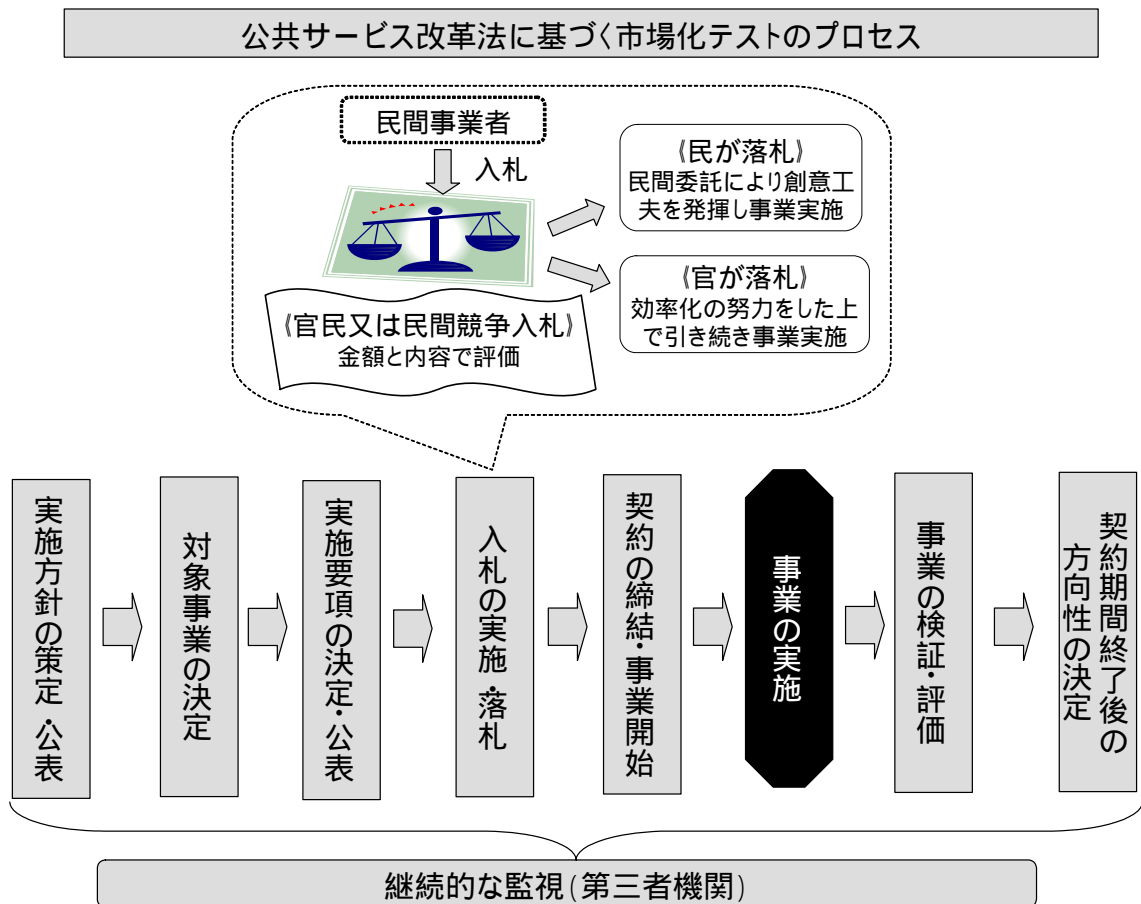 公共サービス改革法に基づく市場化テストのプロセス
民間事業者
入札
《民が落札》
民間委託により創意工
夫を発揮し事業実施
《官が落札》
効率化の努力をした上
で引き続き事業実施
《官民又は民間競争入札》
金額と内容で評価
実施方針の策定・公表
対象事業の決定
実施要項の決定・公表
入札の実施・落札
契約の締結・事業開始
事業の実施
事業の検証・評価
契約期間終了後の
方向性の決定
継続的な監視(第三者機関)